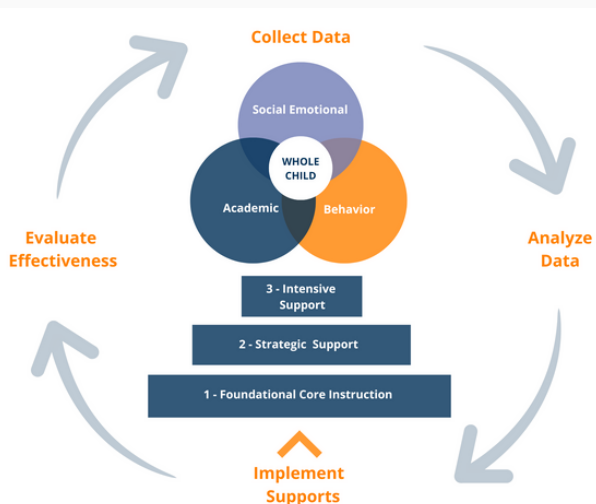 Collect Data
Social Emotional
WHOLE
CHILD
Academic
Behavior
Evaluate
Effectiveness
Analyze
Data
3 - Intensive
Support
2 - Strategic Support
1 - Foundational Core Instruction
Implement
Supports